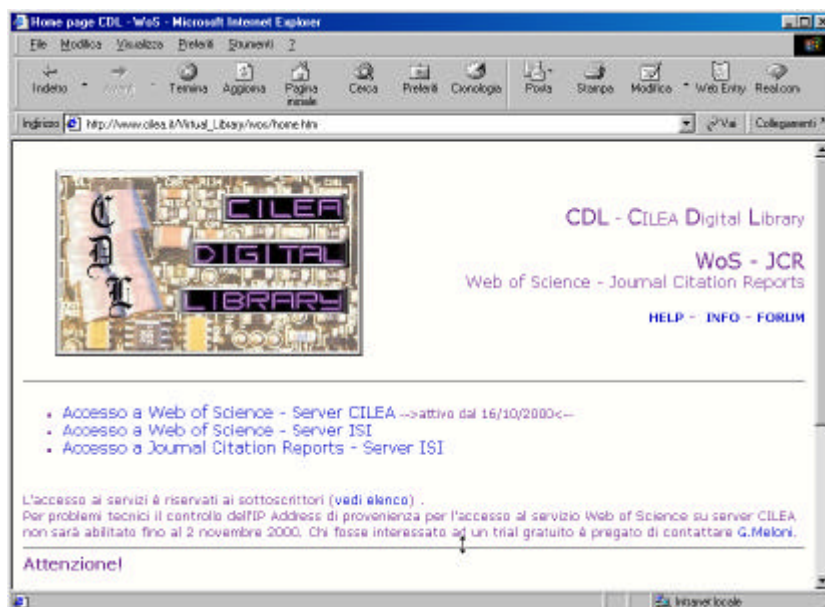 Home page CDL - WoS - Microsoft Internet Explorer
File Modifica Visualizza Preferiti Strumenti ?
Indietro Avanti Termina Aggiorna Pagina iniziale Cerca Preferiti Cronologia Posta Stampa Modifica Web Entry Real.com
Indirizzo http://www.cilea.it/Virtual_Library/wos/home.htm Vai Collegamenti
CDL
CILEA
DIGITAL
LIBRARY
CDL - CILEA Digital Library
WoS - JCR
Web of Science - Journal Citation Reports
HELP - INFO - FORUM
• Accesso a Web of Science - Server CILEA -->attivo dal 16/10/2000<--
• Accesso a Web of Science - Server ISI
• Accesso a Journal Citation Reports - Server ISI
L'accesso ai servizi è riservati ai sottoscrittori (vedi elenco) .
Per problemi tecnici il controllo dell'IP Address di provenienza per l'accesso al servizio Web of Science su server CILEA
non sarà abilitato fino al 2 novembre 2000. Chi fosse interessato ad un trial gratuito è pregato di contattare G.Meloni.
Attenzione!
Intranet locale